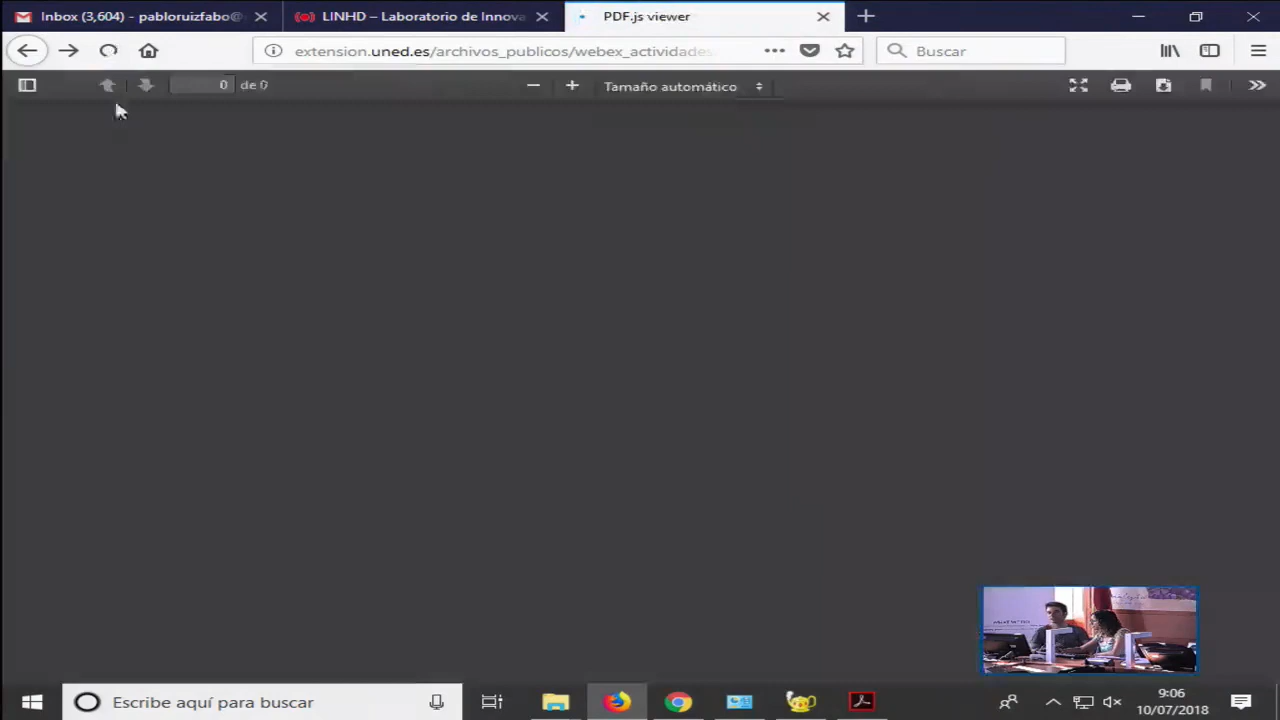 Inbox (3,604) - pabloruizfabo@
LINHD – Laboratorio de Innova
PDF.js viewer
extension.uned.es/archivos_publicos/webex_actividades
Buscar
0 de 0
Tamaño automático
Escribe aquí para buscar
9:06
10/07/2018